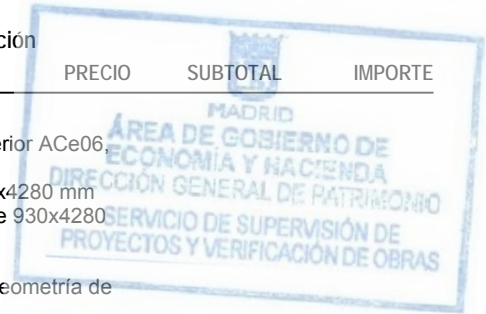 ción
PRECIO SUBTOTAL IMPORTE
MADRID
ÁREA DE GOBIERNO DE
ECONOMÍA Y HACIENDA
DIRECCIÓN GENERAL DE PATRIMONIO
SERVICIO DE SUPERVISIÓN DE
PROYECTOS Y VERIFICACIÓN DE OBRAS
erior ACe06,
x4280 mm
e 930x4280
eometría de